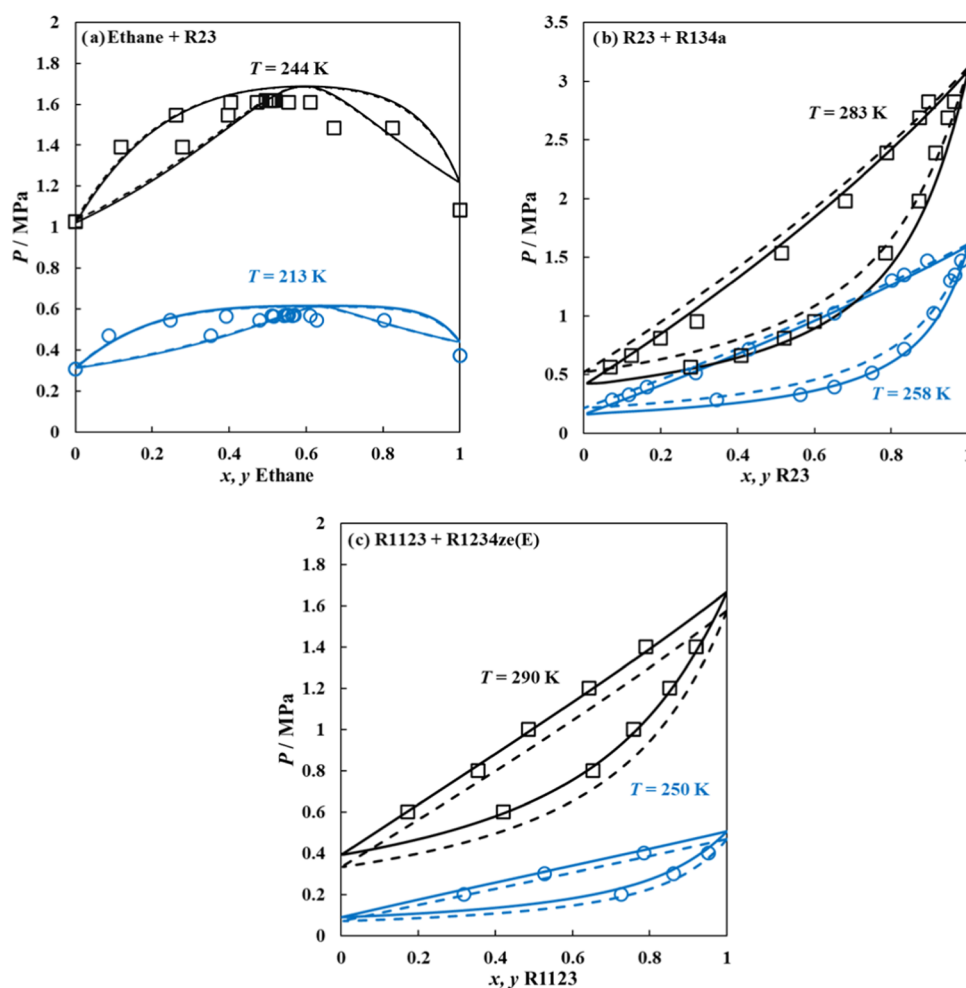 (a) Ethane + R23
T = 244 K
T = 213 K
P / MPa
2
1.8
1.6
1.4
1.2
1
0.8
0.6
0.4
0.2
0
0 0.2 0.4 0.6 0.8 1
x, y Ethane
(b) R23 + R134a
T = 283 K
T = 258 K
P / MPa
3.5
3
2.5
2
1.5
1
0.5
0
0 0.2 0.4 0.6 0.8 1
x, y R23
(c) R1123 + R1234ze(E)
T = 290 K
T = 250 K
P / MPa
2
1.8
1.6
1.4
1.2
1
0.8
0.6
0.4
0.2
0
0 0.2 0.4 0.6 0.8 1
x, y R1123